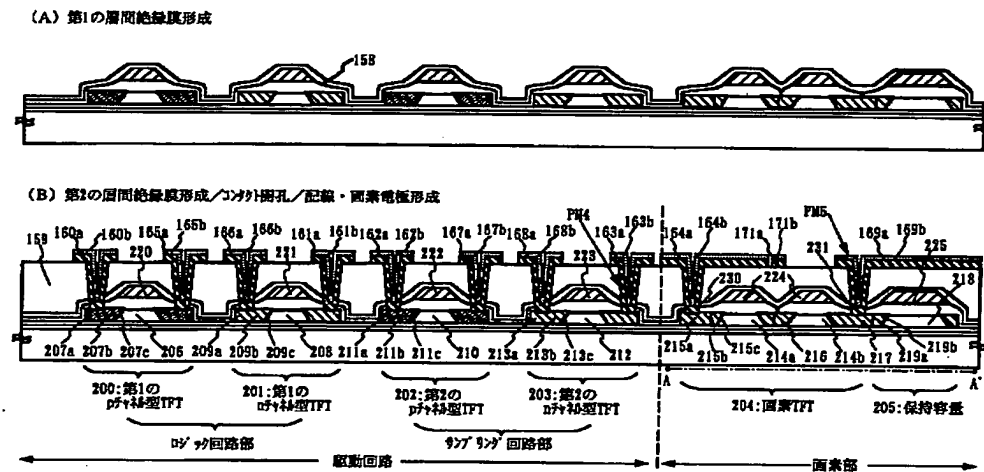 (A) 第1の層間絶縁膜形成
158
(B) 第2の層間絶縁膜形成/コンタクト開孔/配線・画素電極形成
159 160a 160b 165a 165b 166a 166b 161a 161b 162a 162b 167a 167b 168a 168b FM4 163a 163b 164a 164b 171a 171b FM5 169a 169b 225
220 221 222 223 230 224 231 218
207a 207b 207c 206 209a 209b 209c 208 211a 211b 211c 210 213a 213b 213c 212 215a 215b 215c 214a 216 214b 217 219a 219b
A A'
200:第1の pチャネル型TFT
201:第1の nチャネル型TFT
202:第2の pチャネル型TFT
203:第2の nチャネル型TFT
204:画素TFT
205:保持容量
ロジック回路部
サンプリング回路部
駆動回路
画素部